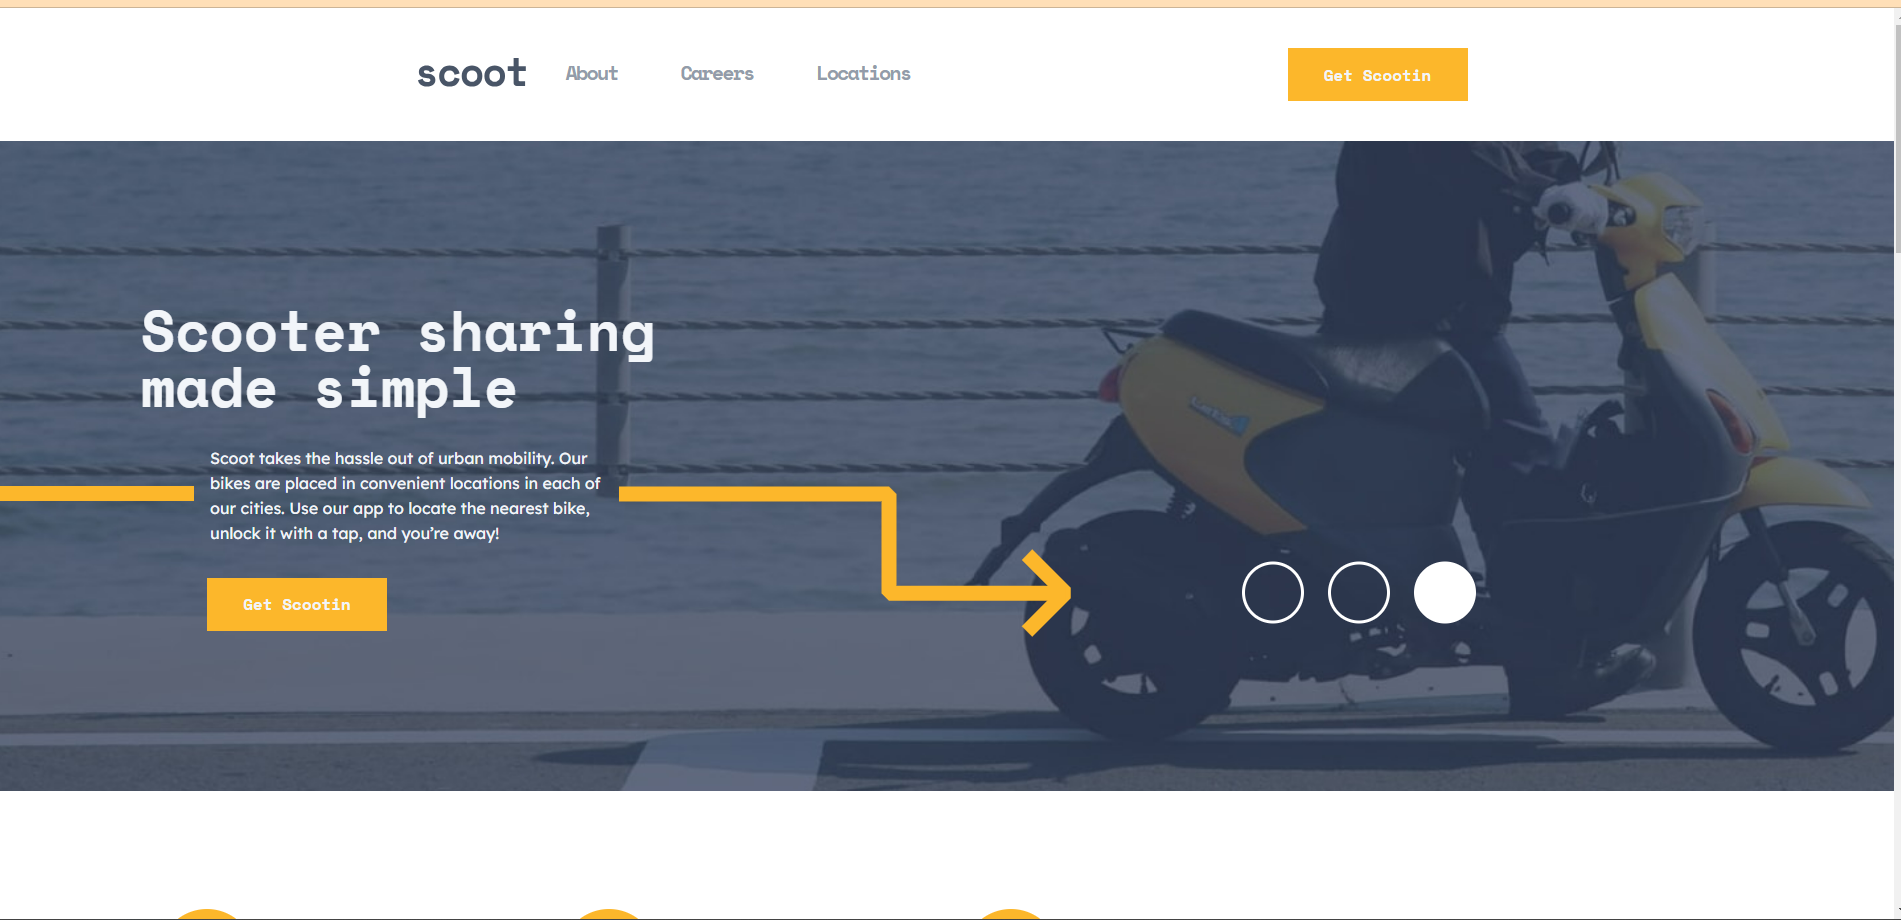 scoot About Careers Locations Get Scootin
Scooter sharing
made simple
Scoot takes the hassle out of urban mobility. Our
bikes are placed in convenient locations in each of
our cities. Use our app to locate the nearest bike,
unlock it with a tap, and you’re away!
Get Scootin